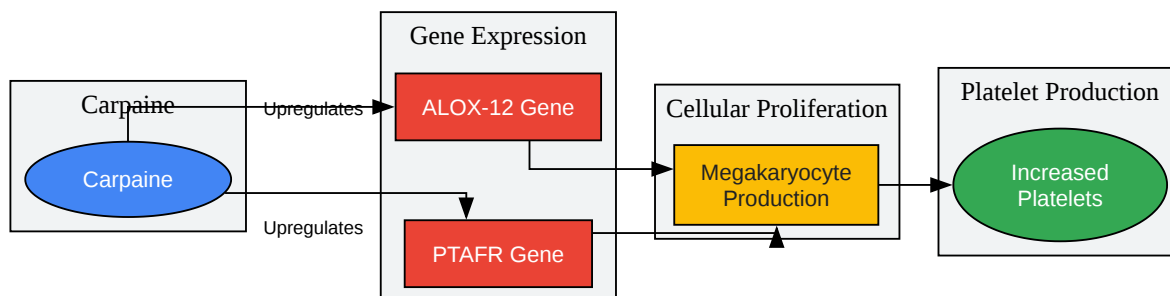 Carpaine
Carpaine
Upregulates
Upregulates
Gene Expression
ALOX-12 Gene
PTAFR Gene
Cellular Proliferation
Megakaryocyte
Production
Platelet Production
Increased
Platelets